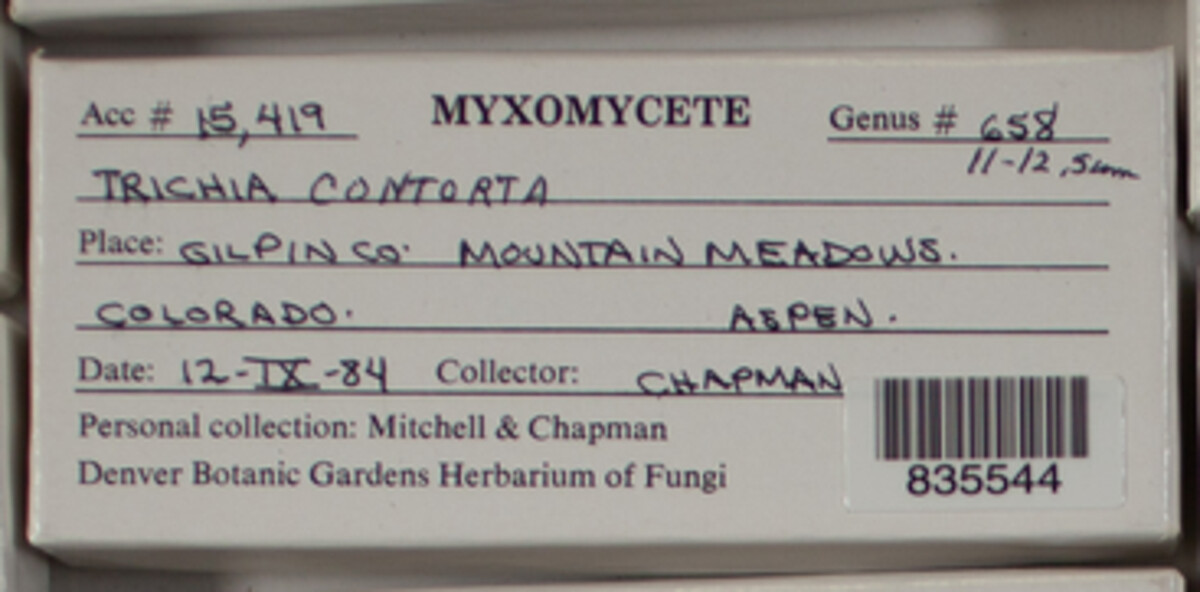 Acc # 15,419 MYXOMYCETE Genus # 658
11-12,5um
TRICHIA CONTORTA
Place: GILPIN CO. MOUNTAIN MEADOWS.
COLORADO. ASPEN.
Date: 12-IX-84 Collector: CHAPMAN
Personal collection: Mitchell & Chapman
Denver Botanic Gardens Herbarium of Fungi
835544